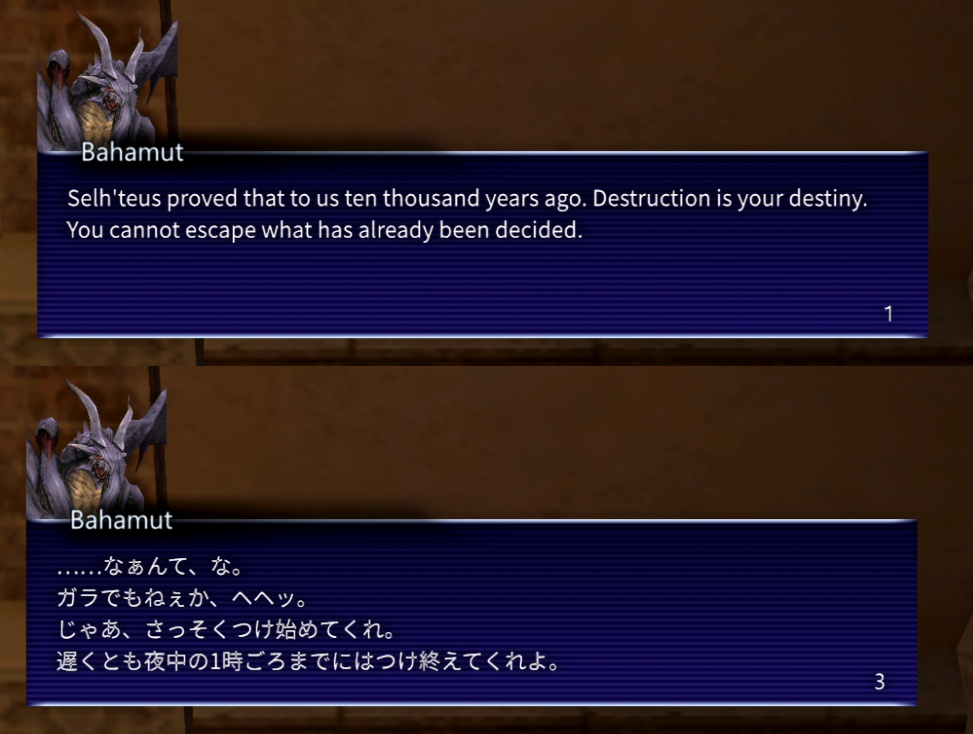 Bahamut
Selh'teus proved that to us ten thousand years ago. Destruction is your destiny.
You cannot escape what has already been decided.
1
Bahamut
……なぁんて、な。
ガラでもねぇか、ヘヘッ。
じゃあ、さっそくつけ始めてくれ。
遅くとも夜中の1時ごろまでにはつけ終えてくれよ。
3